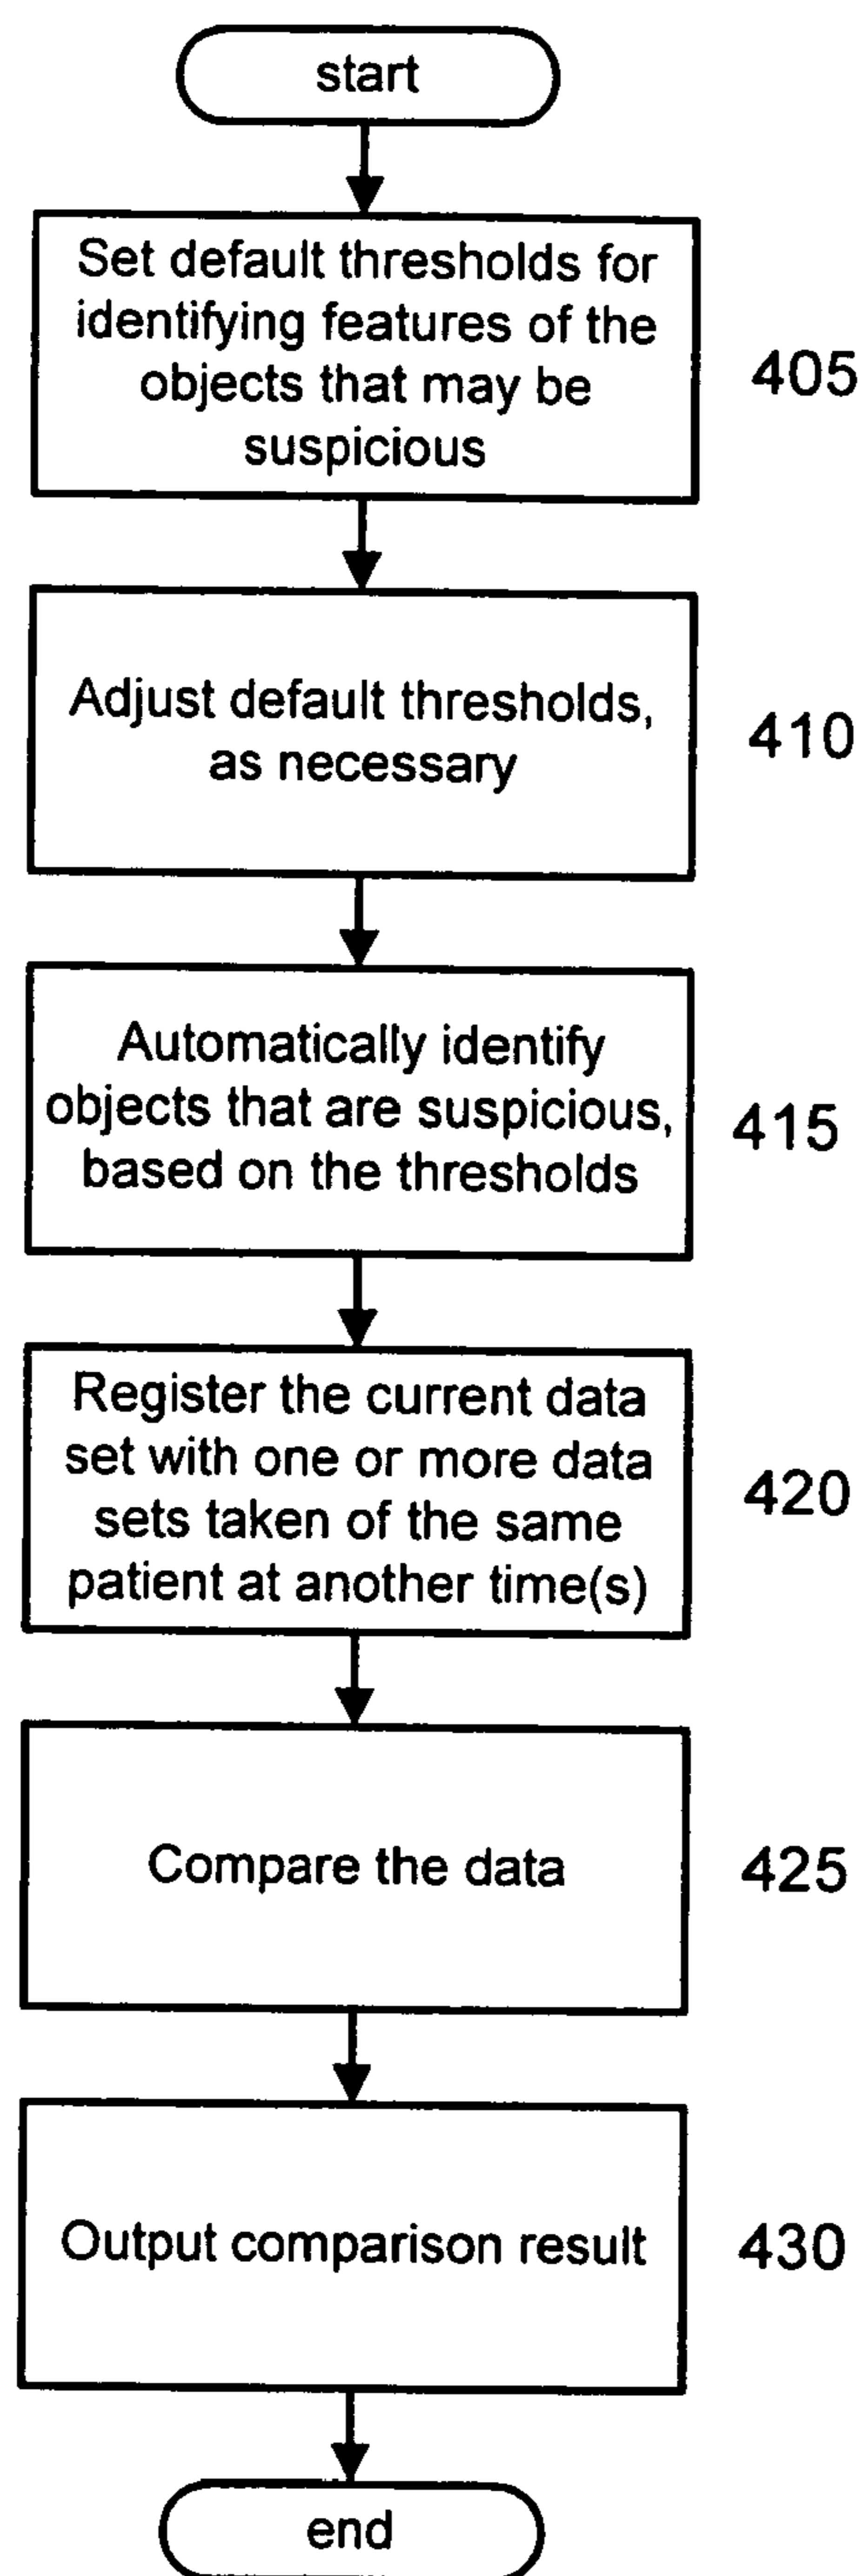 start
Set default thresholds for
identifying features of the
objects that may be
suspicious
405
Adjust default thresholds,
as necessary
410
Automatically identify
objects that are suspicious,
based on the thresholds
415
Register the current data
set with one or more data
sets taken of the same
patient at another time(s)
420
Compare the data
425
Output comparison result
430
end